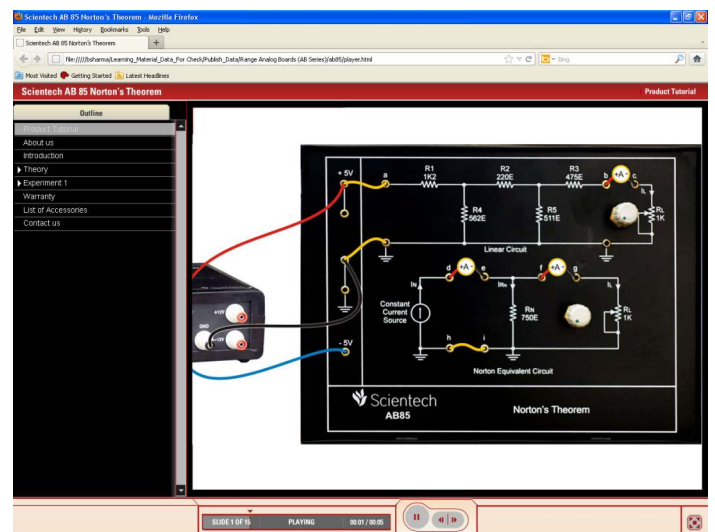 Scientech AB 85 Norton's Theorem - Mozilla Firefox
File Edit View History Bookmarks Tools Help
Scientech AB 85 Norton's Theorem
file://///bsharma/Learning_Material_Data_For Check/Publish_Data/Range Analog Boards (AB Series)/ab85/player.html
Bing
Most Visited Getting Started Latest Headlines
Scientech AB 85 Norton's Theorem
Product Tutorial
Outline
Product Tutorial
About us
Introduction
Theory
Experiment 1
Warranty
List of Accessories
Contact us
+ 5V
a
R1
1K2
R2
220E
R3
475E
b
+A-
c
IL
RL
1K
R4
562E
R5
511E
Linear Circuit
d
+A-
e
f
+A-
g
IN
IRN
IL
Constant
Current
Source
RN
750E
RL
1K
h
i
Norton Equivalent Circuit
+12V
GND
-12V
- 5V
Scientech
AB85
Norton's Theorem
SLIDE 1 OF 15
PLAYING
00:01 / 00:05